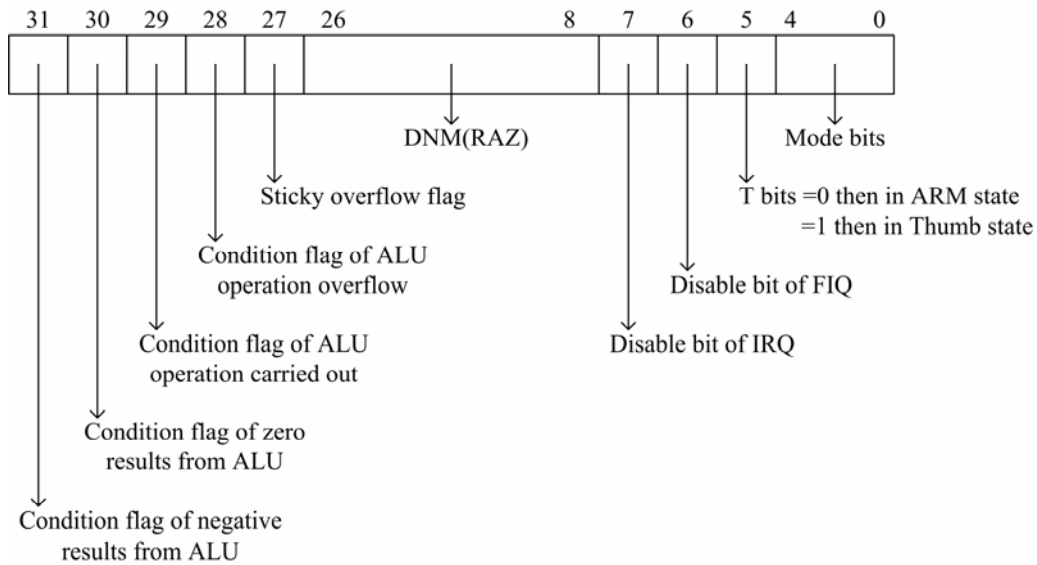 31 30 29 28 27 26 8 7 6 5 4 0
DNM(RAZ)
Mode bits
Sticky overflow flag
T bits =0 then in ARM state
=1 then in Thumb state
Condition flag of ALU
operation overflow
Disable bit of FIQ
Condition flag of ALU
operation carried out
Disable bit of IRQ
Condition flag of zero
results from ALU
Condition flag of negative
results from ALU